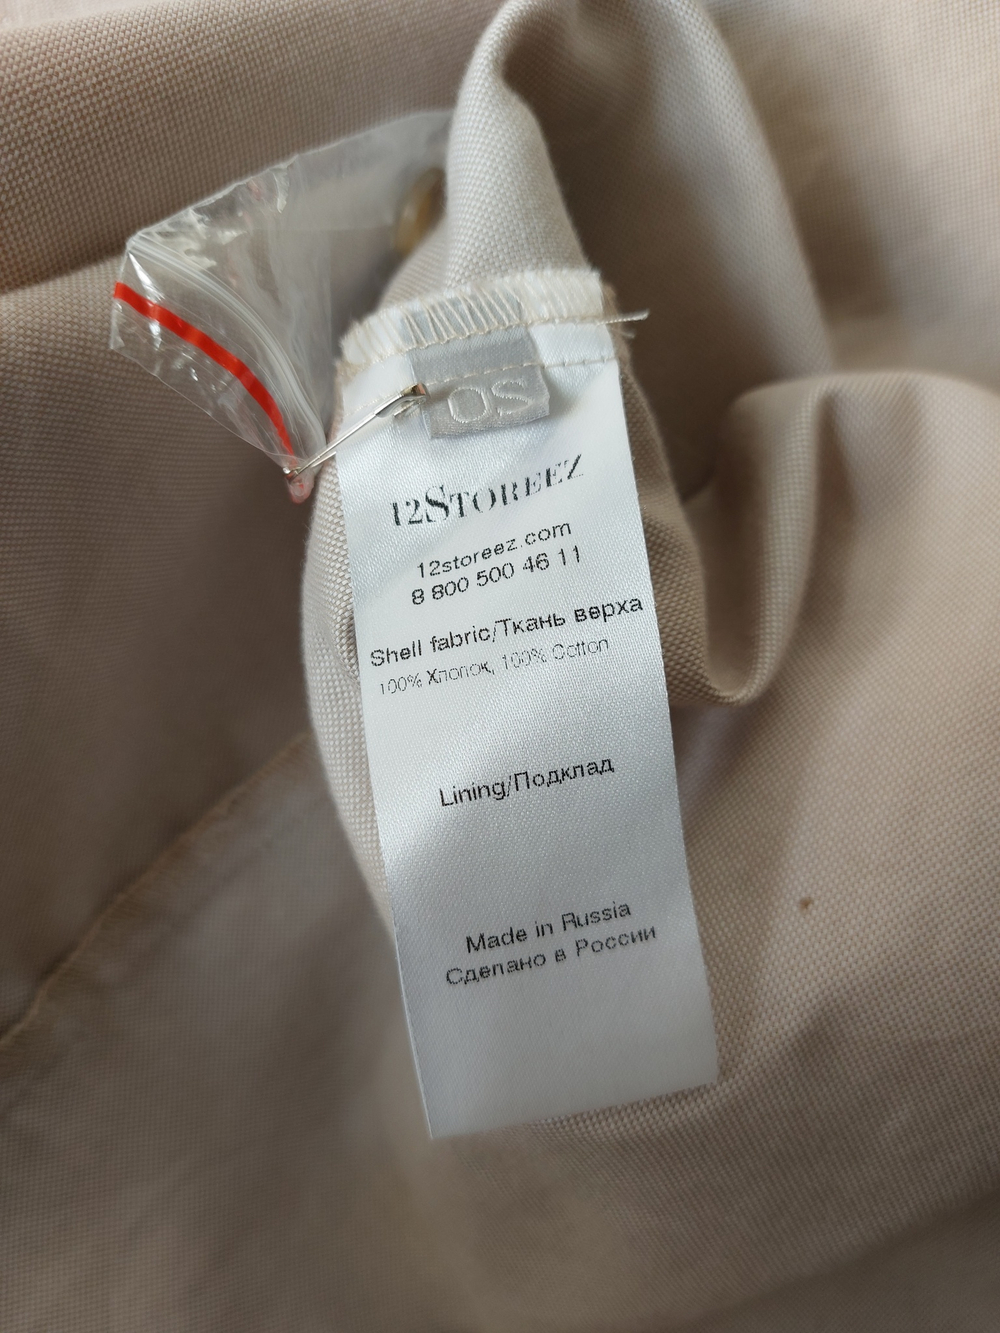 OS
12STOREEZ
12storeez.com
8 800 500 46 11
Shell fabric/Ткань верха
100% Хлопок, 100% Cotton
Lining/Подклад
Made in Russia
Сделано в России